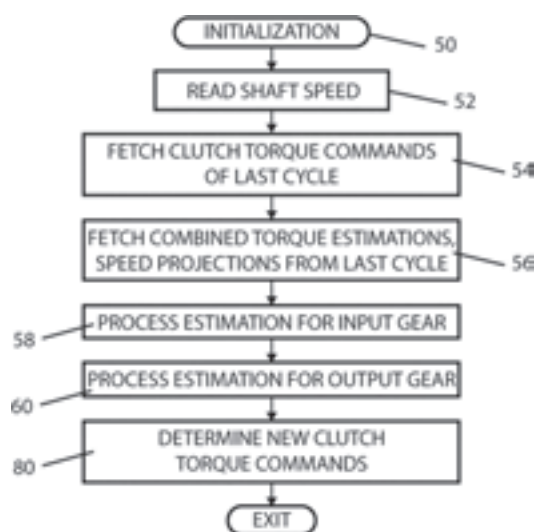 INITIALIZATION
50
READ SHAFT SPEED
52
FETCH CLUTCH TORQUE COMMANDS
OF LAST CYCLE
54
FETCH COMBINED TORQUE ESTIMATIONS,
SPEED PROJECTIONS FROM LAST CYCLE
56
PROCESS ESTIMATION FOR INPUT GEAR
58
PROCESS ESTIMATION FOR OUTPUT GEAR
60
DETERMINE NEW CLUTCH
TORQUE COMMANDS
80
EXIT